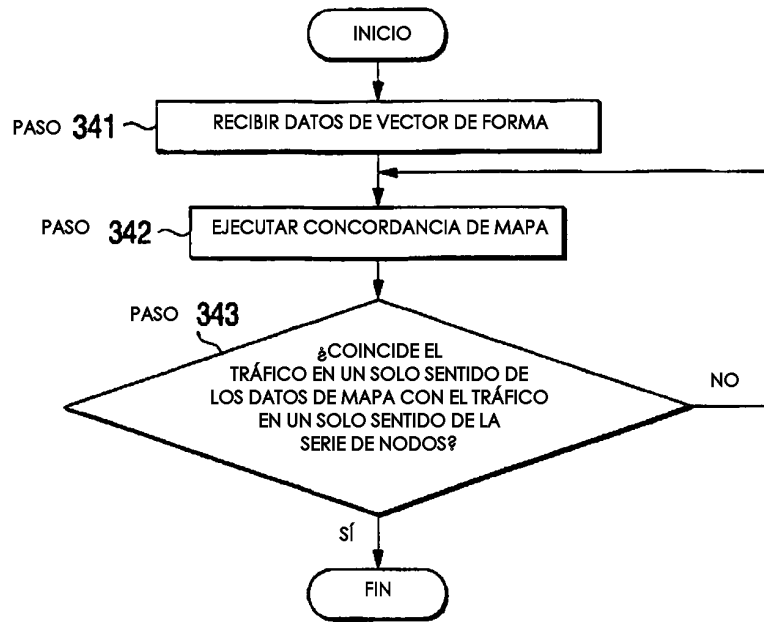 INICIO
PASO 341
RECIBIR DATOS DE VECTOR DE FORMA
PASO 342
EJECUTAR CONCORDANCIA DE MAPA
PASO 343
¿COINCIDE EL
TRÁFICO EN UN SOLO SENTIDO DE
LOS DATOS DE MAPA CON EL TRÁFICO
EN UN SOLO SENTIDO DE LA
SERIE DE NODOS?
NO
SÍ
FIN